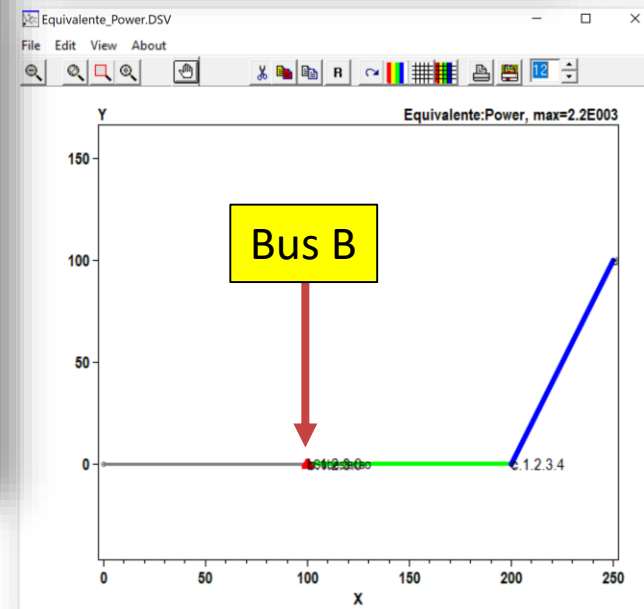 Equivalente_Power.DSV
File Edit View About
R 12
Y
Equivalente:Power, max=2.2E003
150
100
50
0
Bus B
c.1.2.3.4
0 50 100 150 200 250
X